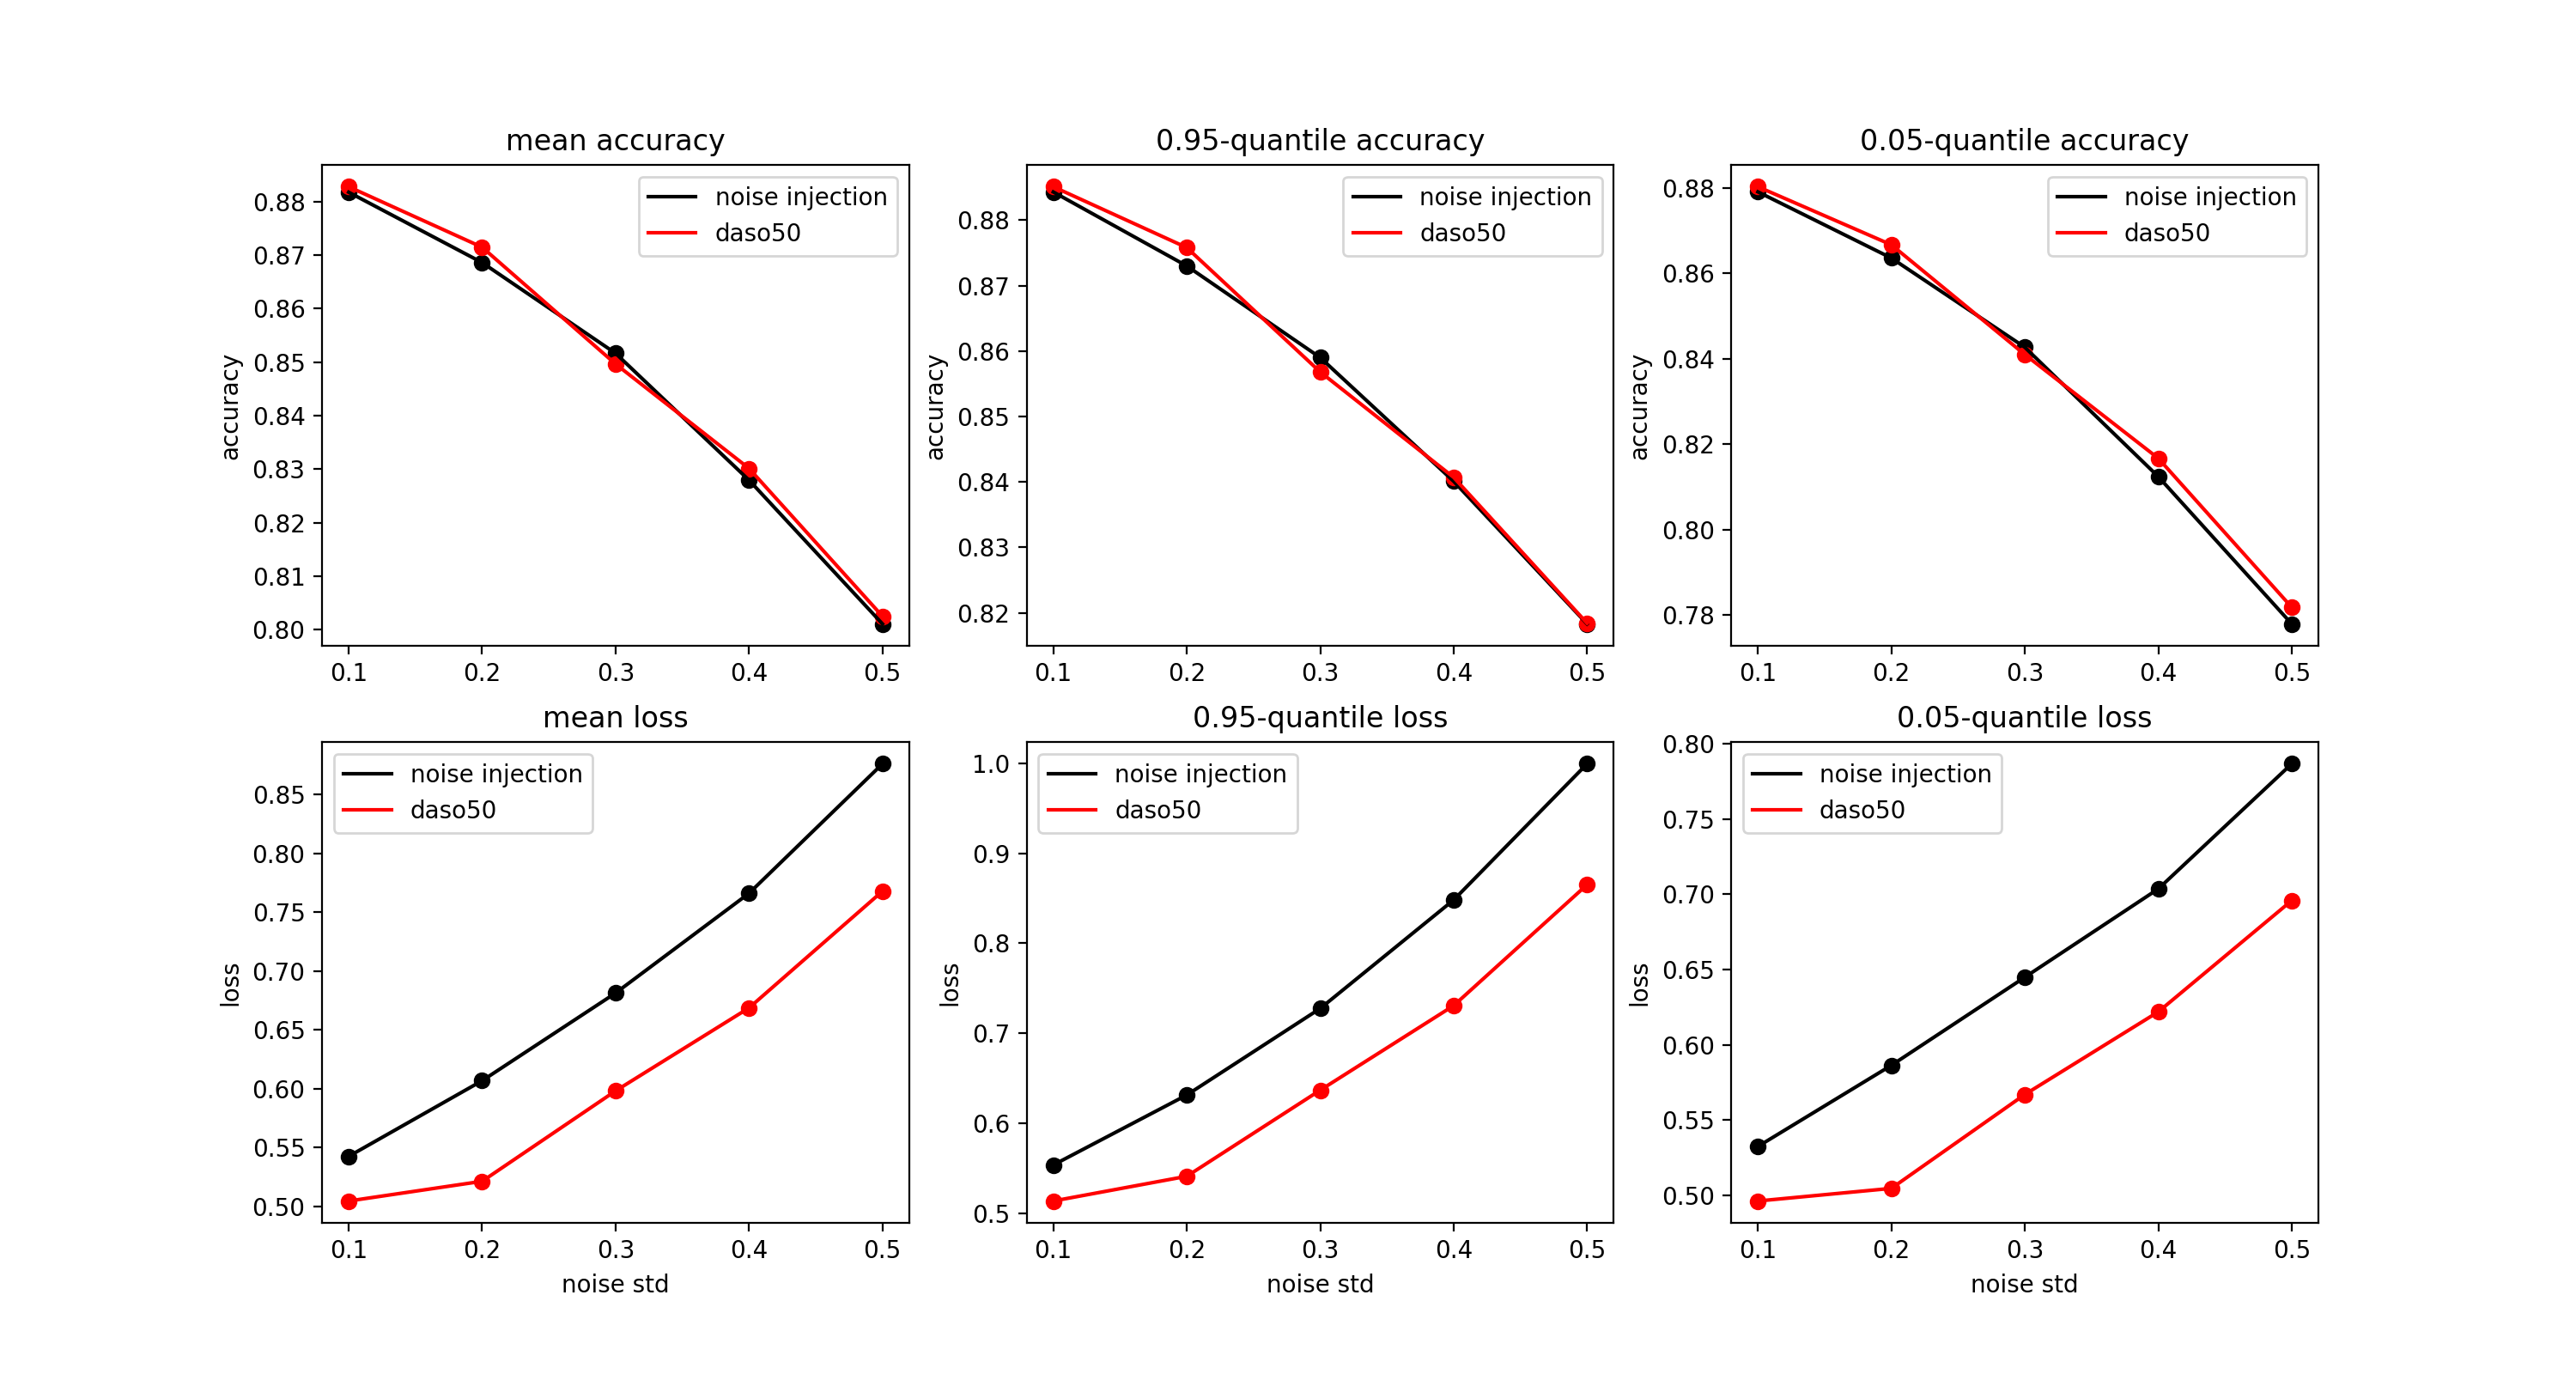 mean accuracy
accuracy
0.88
0.87
0.86
0.85
0.84
0.83
0.82
0.81
0.80
noise injection
daso50
0.1 0.2 0.3 0.4 0.5
0.95-quantile accuracy
accuracy
0.88
0.87
0.86
0.85
0.84
0.83
0.82
noise injection
daso50
0.1 0.2 0.3 0.4 0.5
0.05-quantile accuracy
accuracy
0.88
0.86
0.84
0.82
0.80
0.78
noise injection
daso50
0.1 0.2 0.3 0.4 0.5
mean loss
loss
0.85
0.80
0.75
0.70
0.65
0.60
0.55
0.50
noise injection
daso50
0.1 0.2 0.3 0.4 0.5
noise std
0.95-quantile loss
loss
1.0
0.9
0.8
0.7
0.6
0.5
noise injection
daso50
0.1 0.2 0.3 0.4 0.5
noise std
0.05-quantile loss
loss
0.80
0.75
0.70
0.65
0.60
0.55
0.50
noise injection
daso50
0.1 0.2 0.3 0.4 0.5
noise std